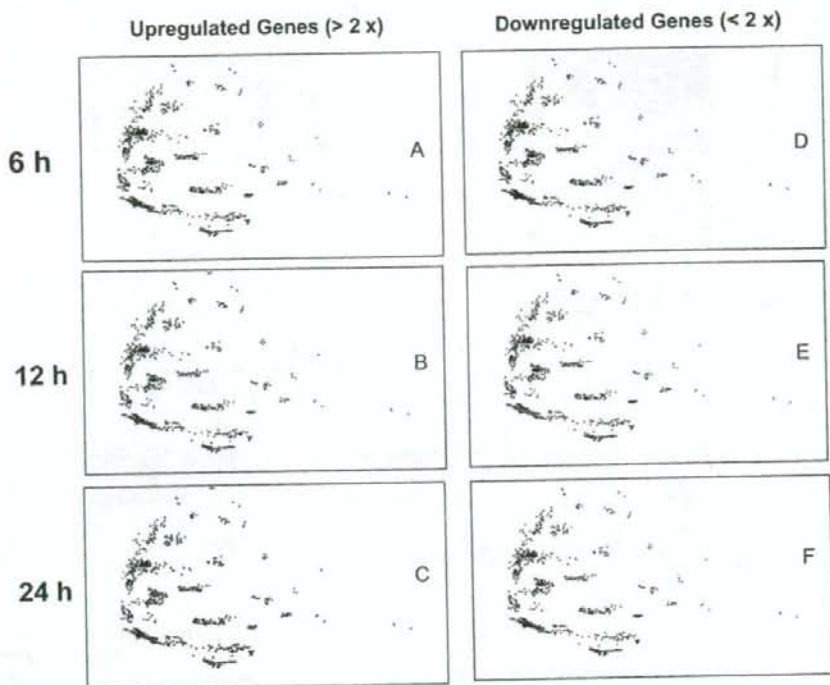 Upregulated Genes (> 2 x)
Downregulated Genes (< 2 x)
6 h
A
D
12 h
B
E
24 h
C
F